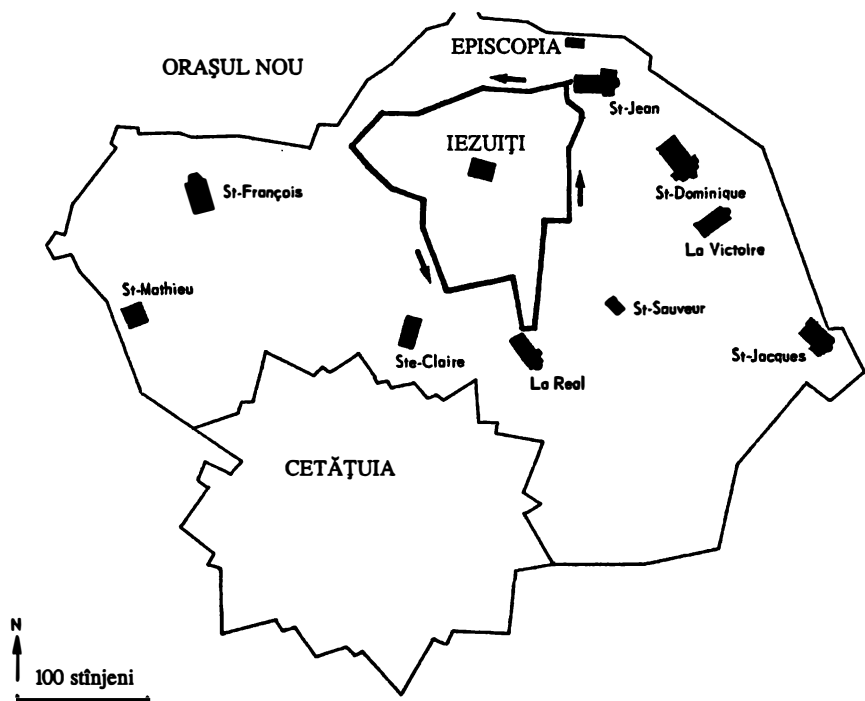 EPISCOPIA
ORAŞUL NOU
St-Jean
IEZUIŢI
St-François
St-Dominique
La Victoire
St-Mathieu
St-Sauveur
Ste-Claire
St-Jacques
La Real
CETĂŢUIA
N
100 stînjeni